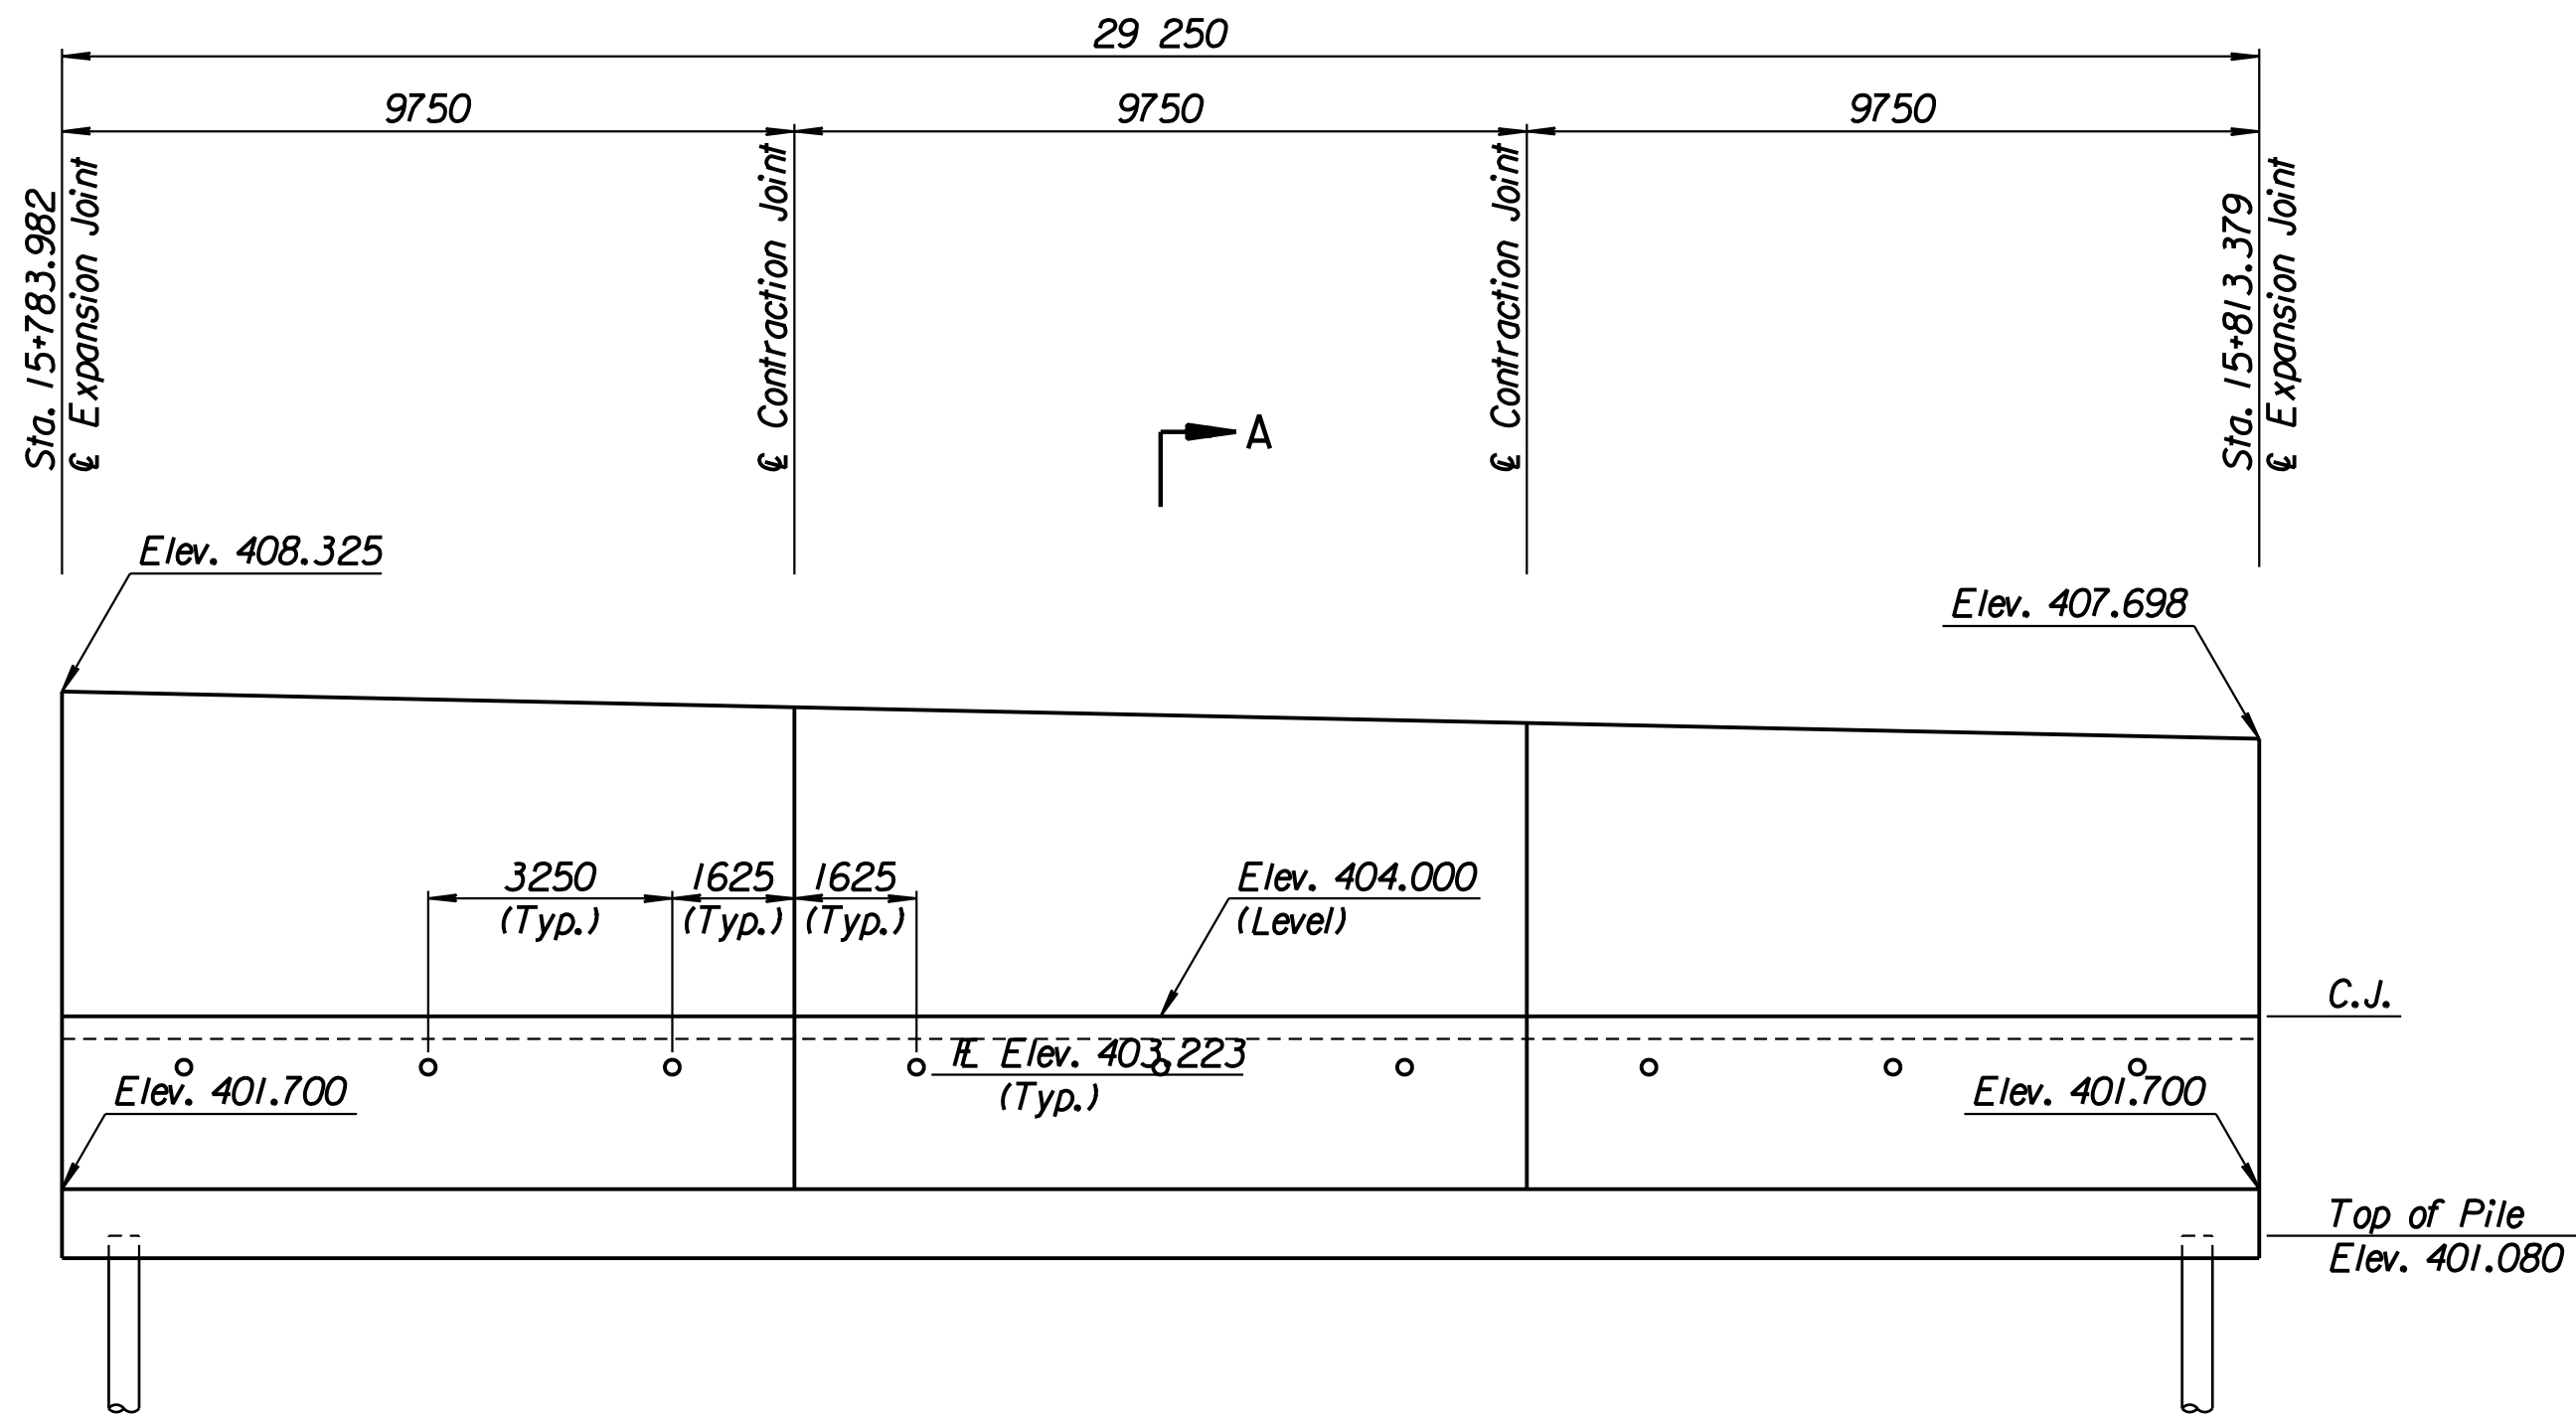 29 250
9750
9750
9750
Sta. 15+783.982
℄ Expansion Joint
℄ Contraction Joint
℄ Contraction Joint
Sta. 15+813.379
℄ Expansion Joint
A
Elev. 408.325
Elev. 407.698
3250
(Typ.)
1625
(Typ.)
1625
(Typ.)
Elev. 404.000
(Level)
C.J.
Elev. 403.223
(Typ.)
Elev. 401.700
Elev. 401.700
Top of Pile
Elev. 401.080